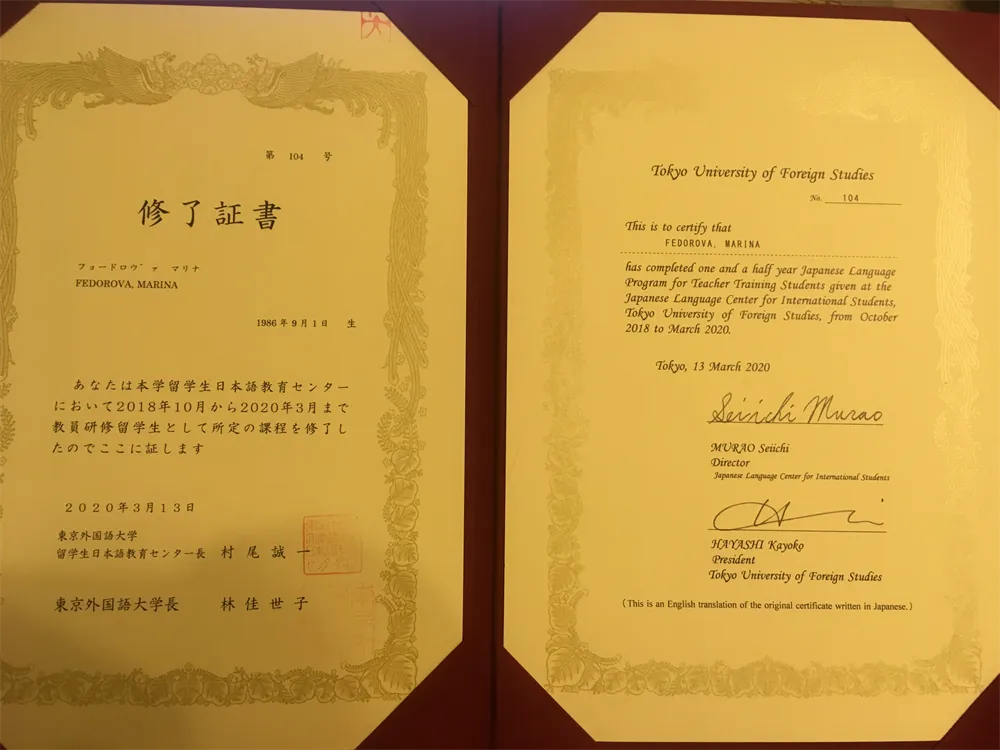 第 104 号
修了証書
フョードロヴァ マリナ
FEDOROVA, MARINA
1986年9月1日 生
あなたは本学留学生日本語教育センター
において2018年10月から2020年3月まで
教員研修留学生として所定の課程を修了し
たのでここに証します
2020年3月13日
東京外国語大学
留学生日本語教育センター長 村尾誠一
東京外国語大学長 林佳世子
Tokyo University of Foreign Studies
No. 104
This is to certify that
FEDOROVA, MARINA
has completed one and a half year Japanese Language
Program for Teacher Training Students given at the
Japanese Language Center for International Students,
Tokyo University of Foreign Studies, from October
2018 to March 2020.
Tokyo, 13 March 2020
Seiichi Murao
MURAO Seiichi
Director
Japanese Language Center for International Students
HAYASHI Kayoko
President
Tokyo University of Foreign Studies
(This is an English translation of the original certificate written in Japanese.)